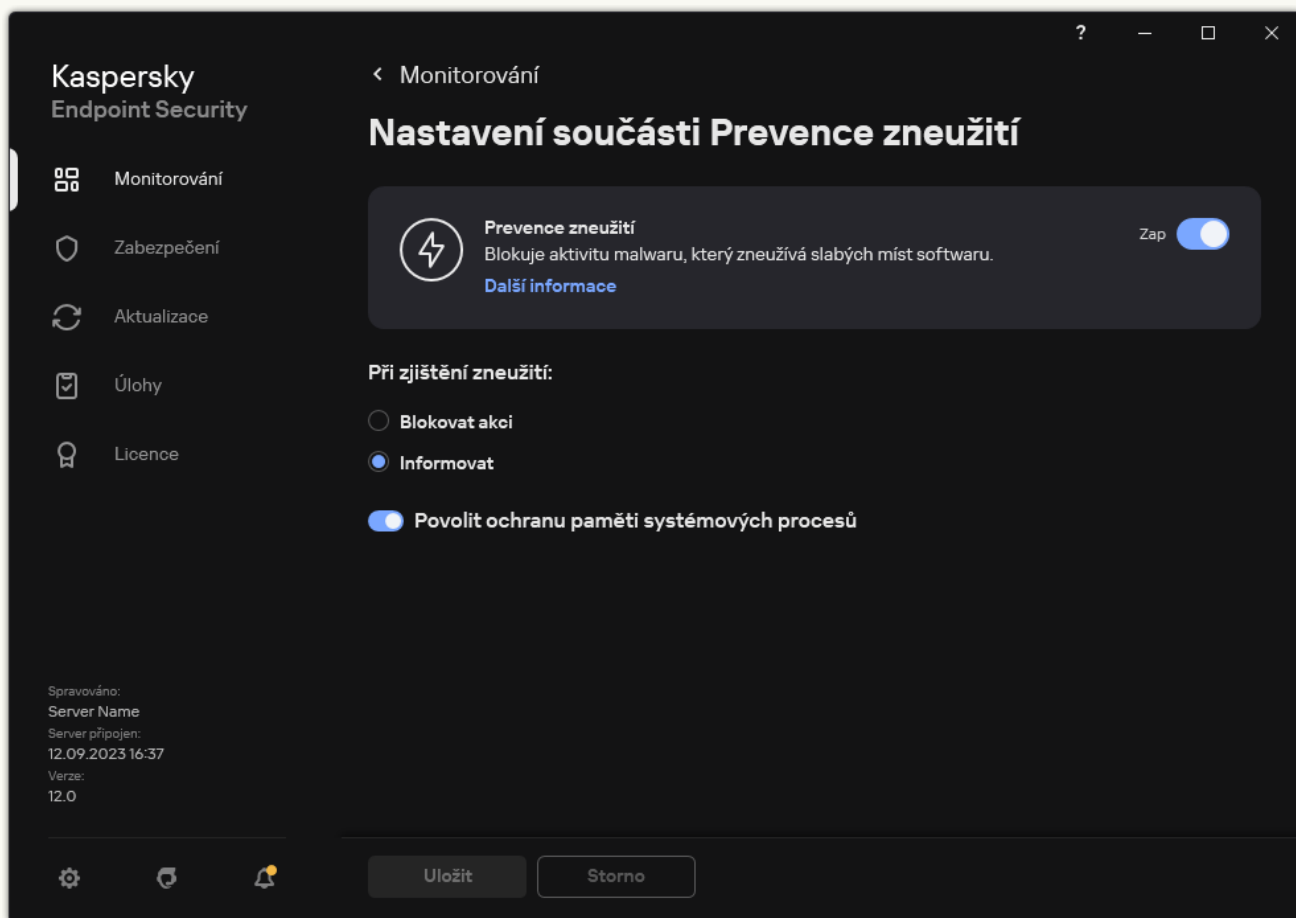 ?
Kaspersky
Endpoint Security
Monitorování
Zabezpečení
Aktualizace
Úlohy
Licence
Spravováno:
Server Name
Server připojen:
12.09.2023 16:37
Verze:
12.0
Monitorování
Nastavení součásti Prevence zneužití
Prevence zneužití
Blokuje aktivitu malwaru, který zneužívá slabých míst softwaru.
Další informace
Zap
Při zjištění zneužití:
Blokovat akci
Informovat
Povolit ochranu paměti systémových procesů
Uložit
Storno